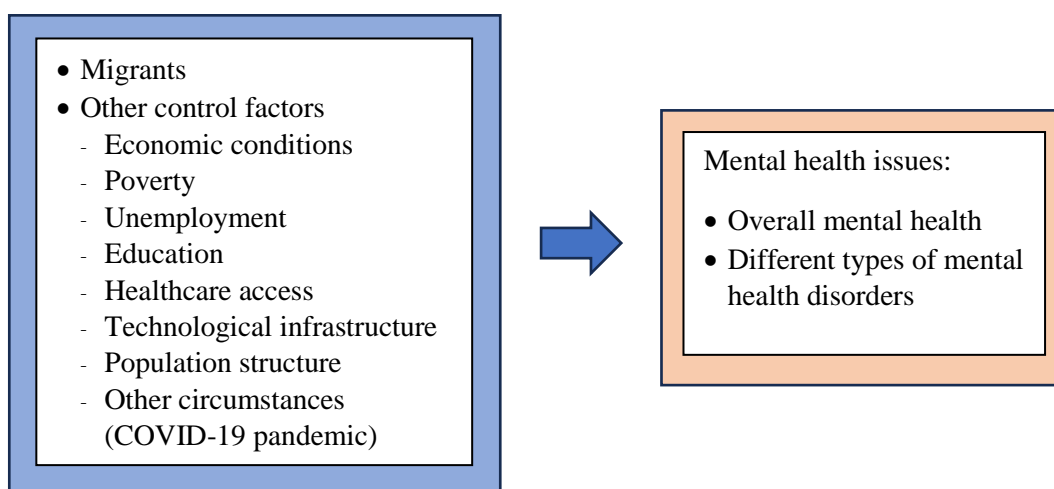 • Migrants
• Other control factors
- Economic conditions
- Poverty
- Unemployment
- Education
- Healthcare access
- Technological infrastructure
- Population structure
- Other circumstances
(COVID-19 pandemic)
Mental health issues:
• Overall mental health
• Different types of mental
health disorders